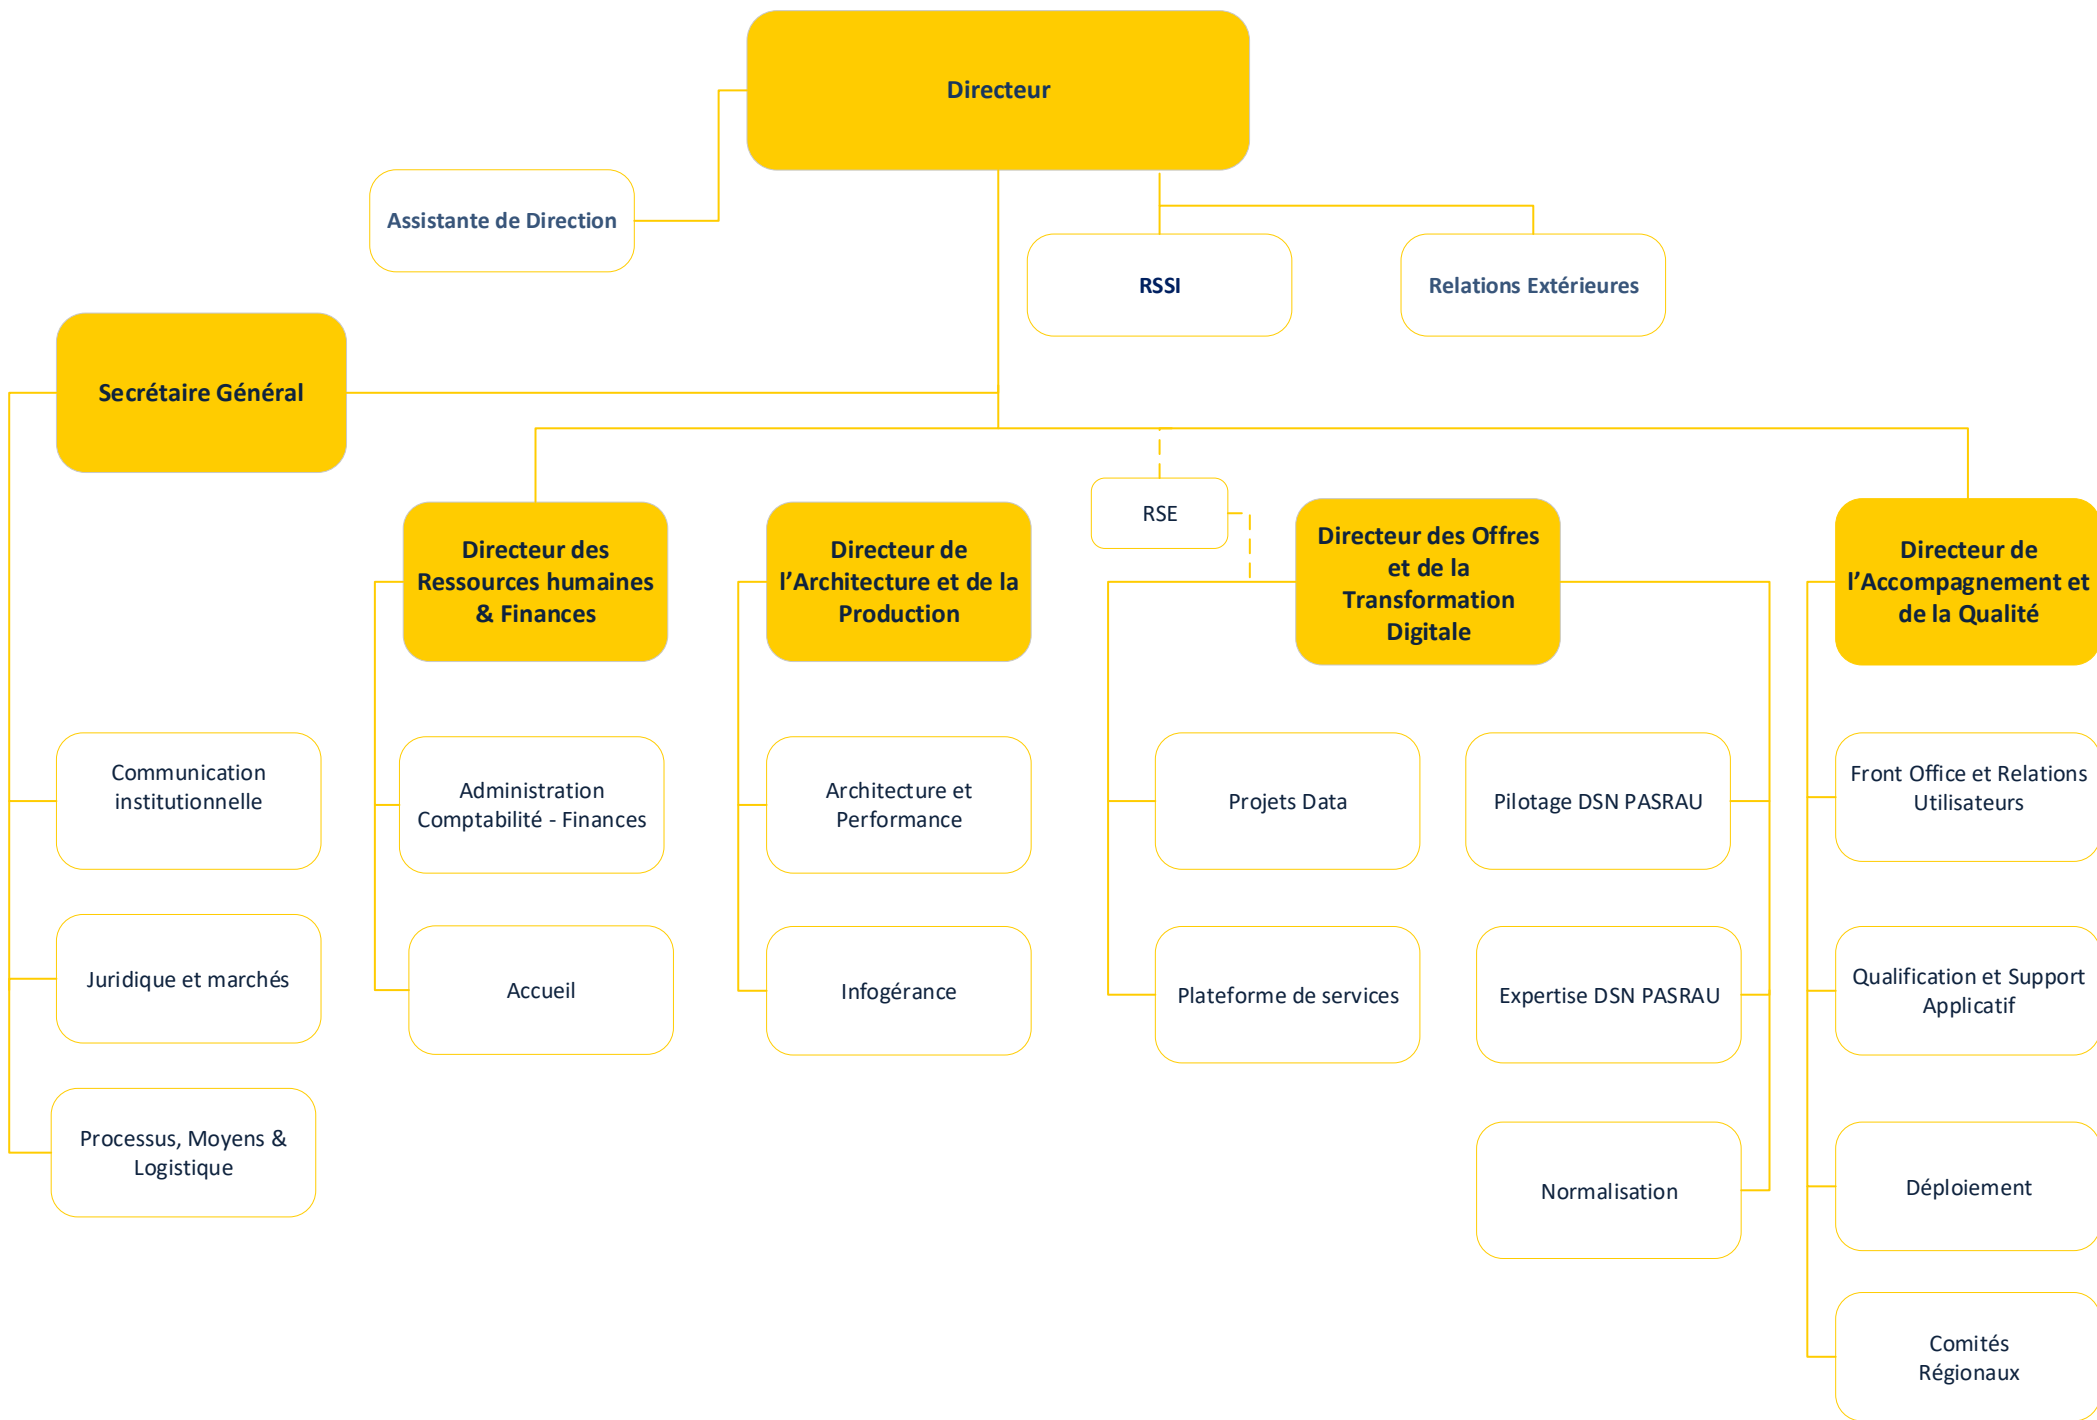 Directeur
Assistante de Direction
RSSI
Relations Extérieures
Secrétaire Général
RSE
Directeur des
Ressources humaines
& Finances
Directeur de
l’Architecture et de la
Production
Directeur des Offres
et de la
Transformation
Digitale
Directeur de
l’Accompagnement et
de la Qualité
Communication
institutionnelle
Administration
Comptabilité - Finances
Architecture et
Performance
Projets Data
Pilotage DSN PASRAU
Front Office et Relations
Utilisateurs
Juridique et marchés
Accueil
Infogérance
Plateforme de services
Expertise DSN PASRAU
Qualification et Support
Applicatif
Processus, Moyens &
Logistique
Normalisation
Déploiement
Comités
Régionaux